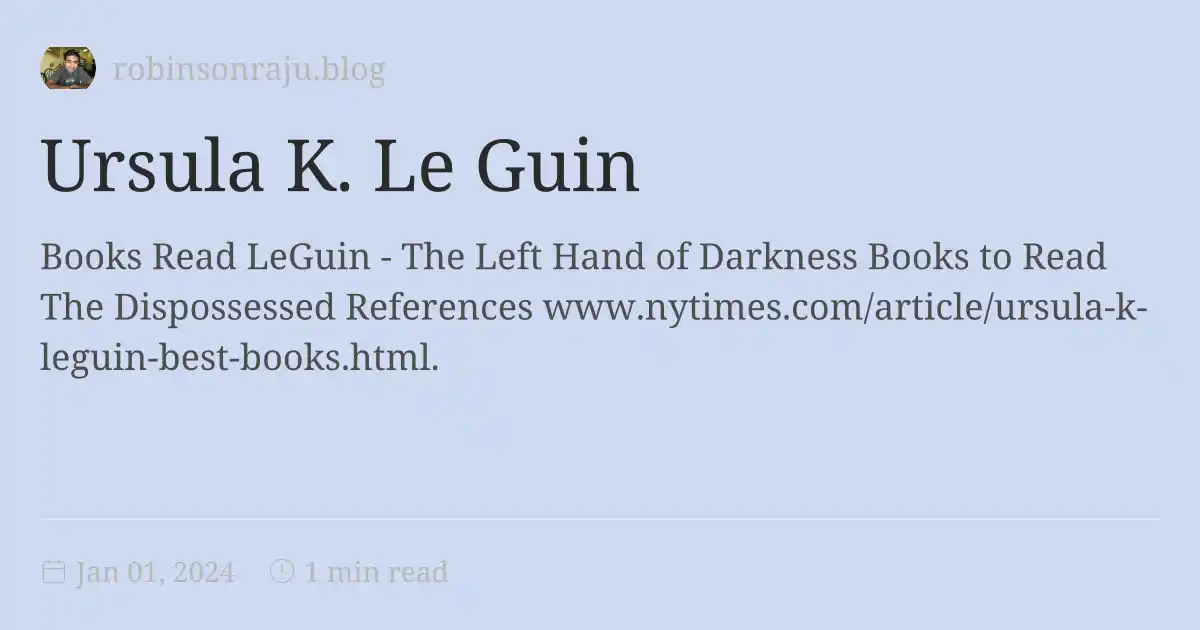 robinsonraju.blog
Ursula K. Le Guin
Books Read LeGuin - The Left Hand of Darkness Books to Read
The Dispossessed References www.nytimes.com/article/ursula-k-
leguin-best-books.html.
Jan 01, 2024 1 min read